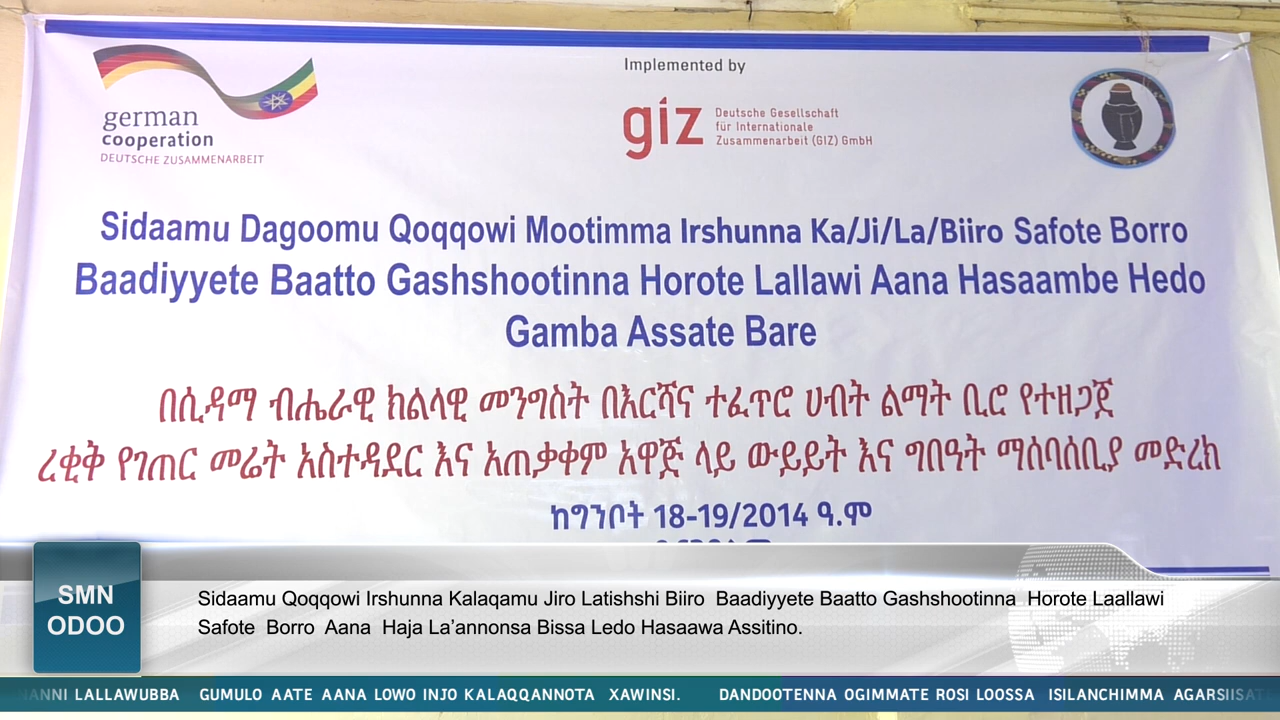 Implemented by
german
cooperation
DEUTSCHE ZUSAMMENARBEIT
giz
Deutsche Gesellschaft
für Internationale
Zusammenarbeit (GIZ) GmbH
Sidaamu Dagoomu Qoqqowi Mootimma Irshunna Ka/Ji/La/Biiro Safote Borro
Baadiyyete Baatto Gashshootinna Horote Lallawi Aana Hasaambe Hedo
Gamba Assate Bare
በሲዳማ ብሔራዊ ክልላዊ መንግስት በእርሻና ተፈጥሮ ሀብት ልማት ቢሮ የተዘጋጀ
ረቂቅ የገጠር መሬት አስተዳደር እና አጠቃቀም አዋጅ ላይ ውይይት እና ግበዓት ማሰባሰቢያ መድረክ
ከግንቦት 18-19/2014 ዓ.ም
SMN
ODOO
Sidaamu Qoqqowi Irshunna Kalaqamu Jiro Latishshi Biiro Baadiyyete Baatto Gashshootinna Horote Laallawi
Safote Borro Aana Haja La’annonsa Bissa Ledo Hasaawa Assitino.
LALLAWUBBA GUMULO AATE AANA LOWO INJO KALAQQANNOTA XAWINSI. DANDOOTENNA OGIMMATE ROSI LOOSSA ISILANCHIMMA